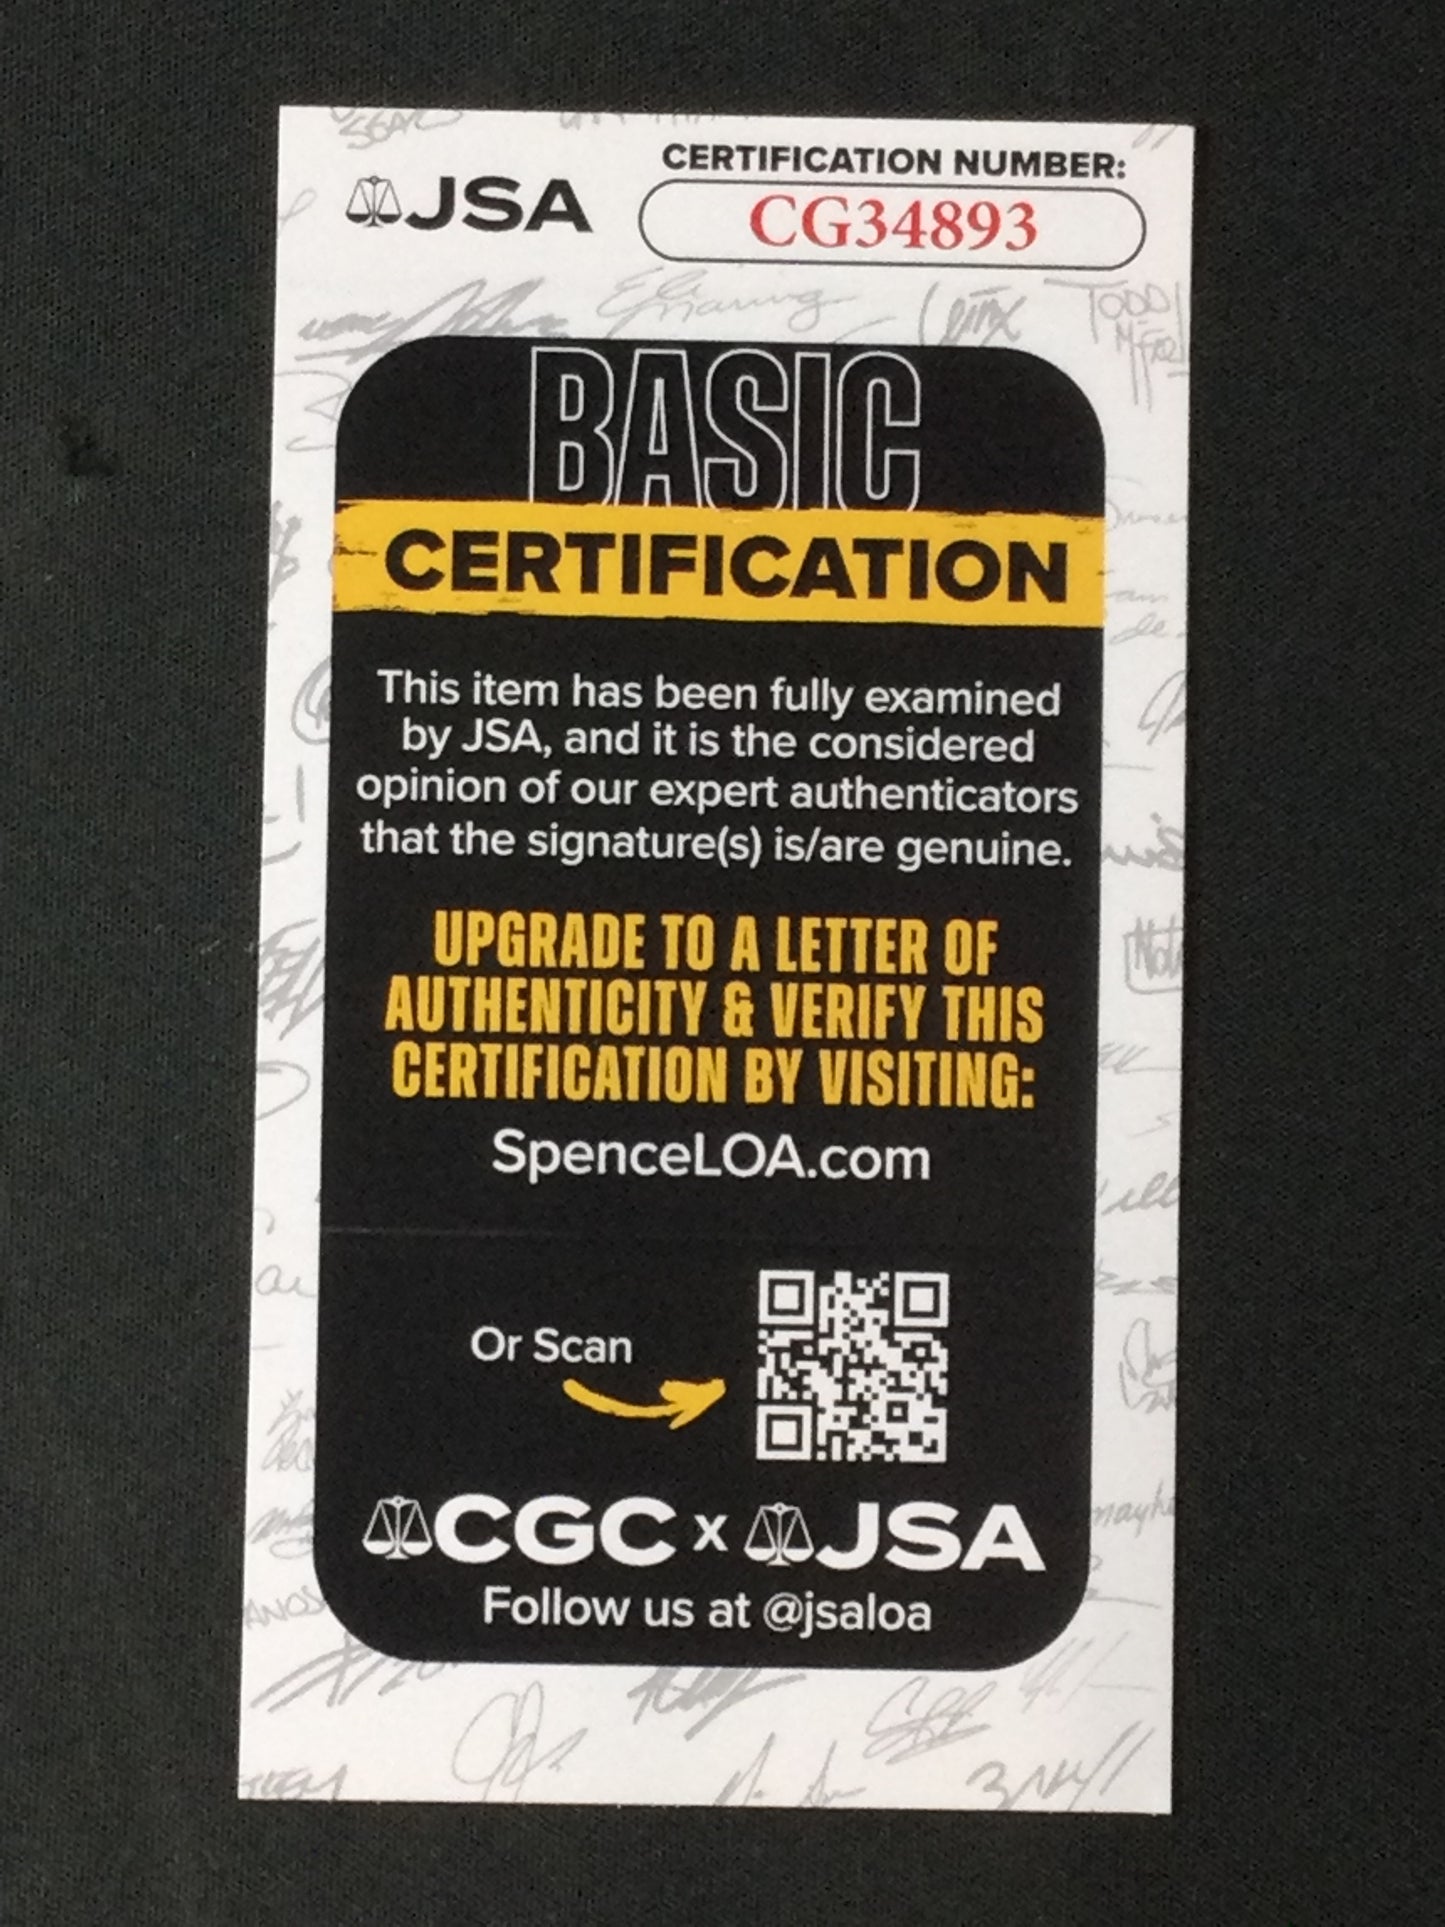 JSA
CERTIFICATION NUMBER:
CG34893
BASIC
CERTIFICATION
This item has been fully examined
by JSA, and it is the considered
opinion of our expert authenticators
that the signature(s) is/are genuine.
UPGRADE TO A LETTER OF
AUTHENTICITY & VERIFY THIS
CERTIFICATION BY VISITING:
SpenceLOA.com
Or Scan
CGC x JSA
Follow us at @jsaloa